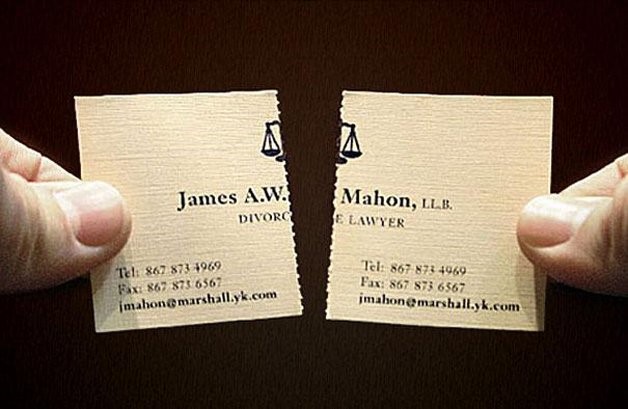 James A.W.
DIVORC
Tel: 867 873 4969
Fax: 867 873 6567
jmahon@marshall.yk.com
Mahon, LL.B.
E LAWYER
Tel: 867 873 4969
Fax: 867 873 6567
jmahon@marshall.yk.com